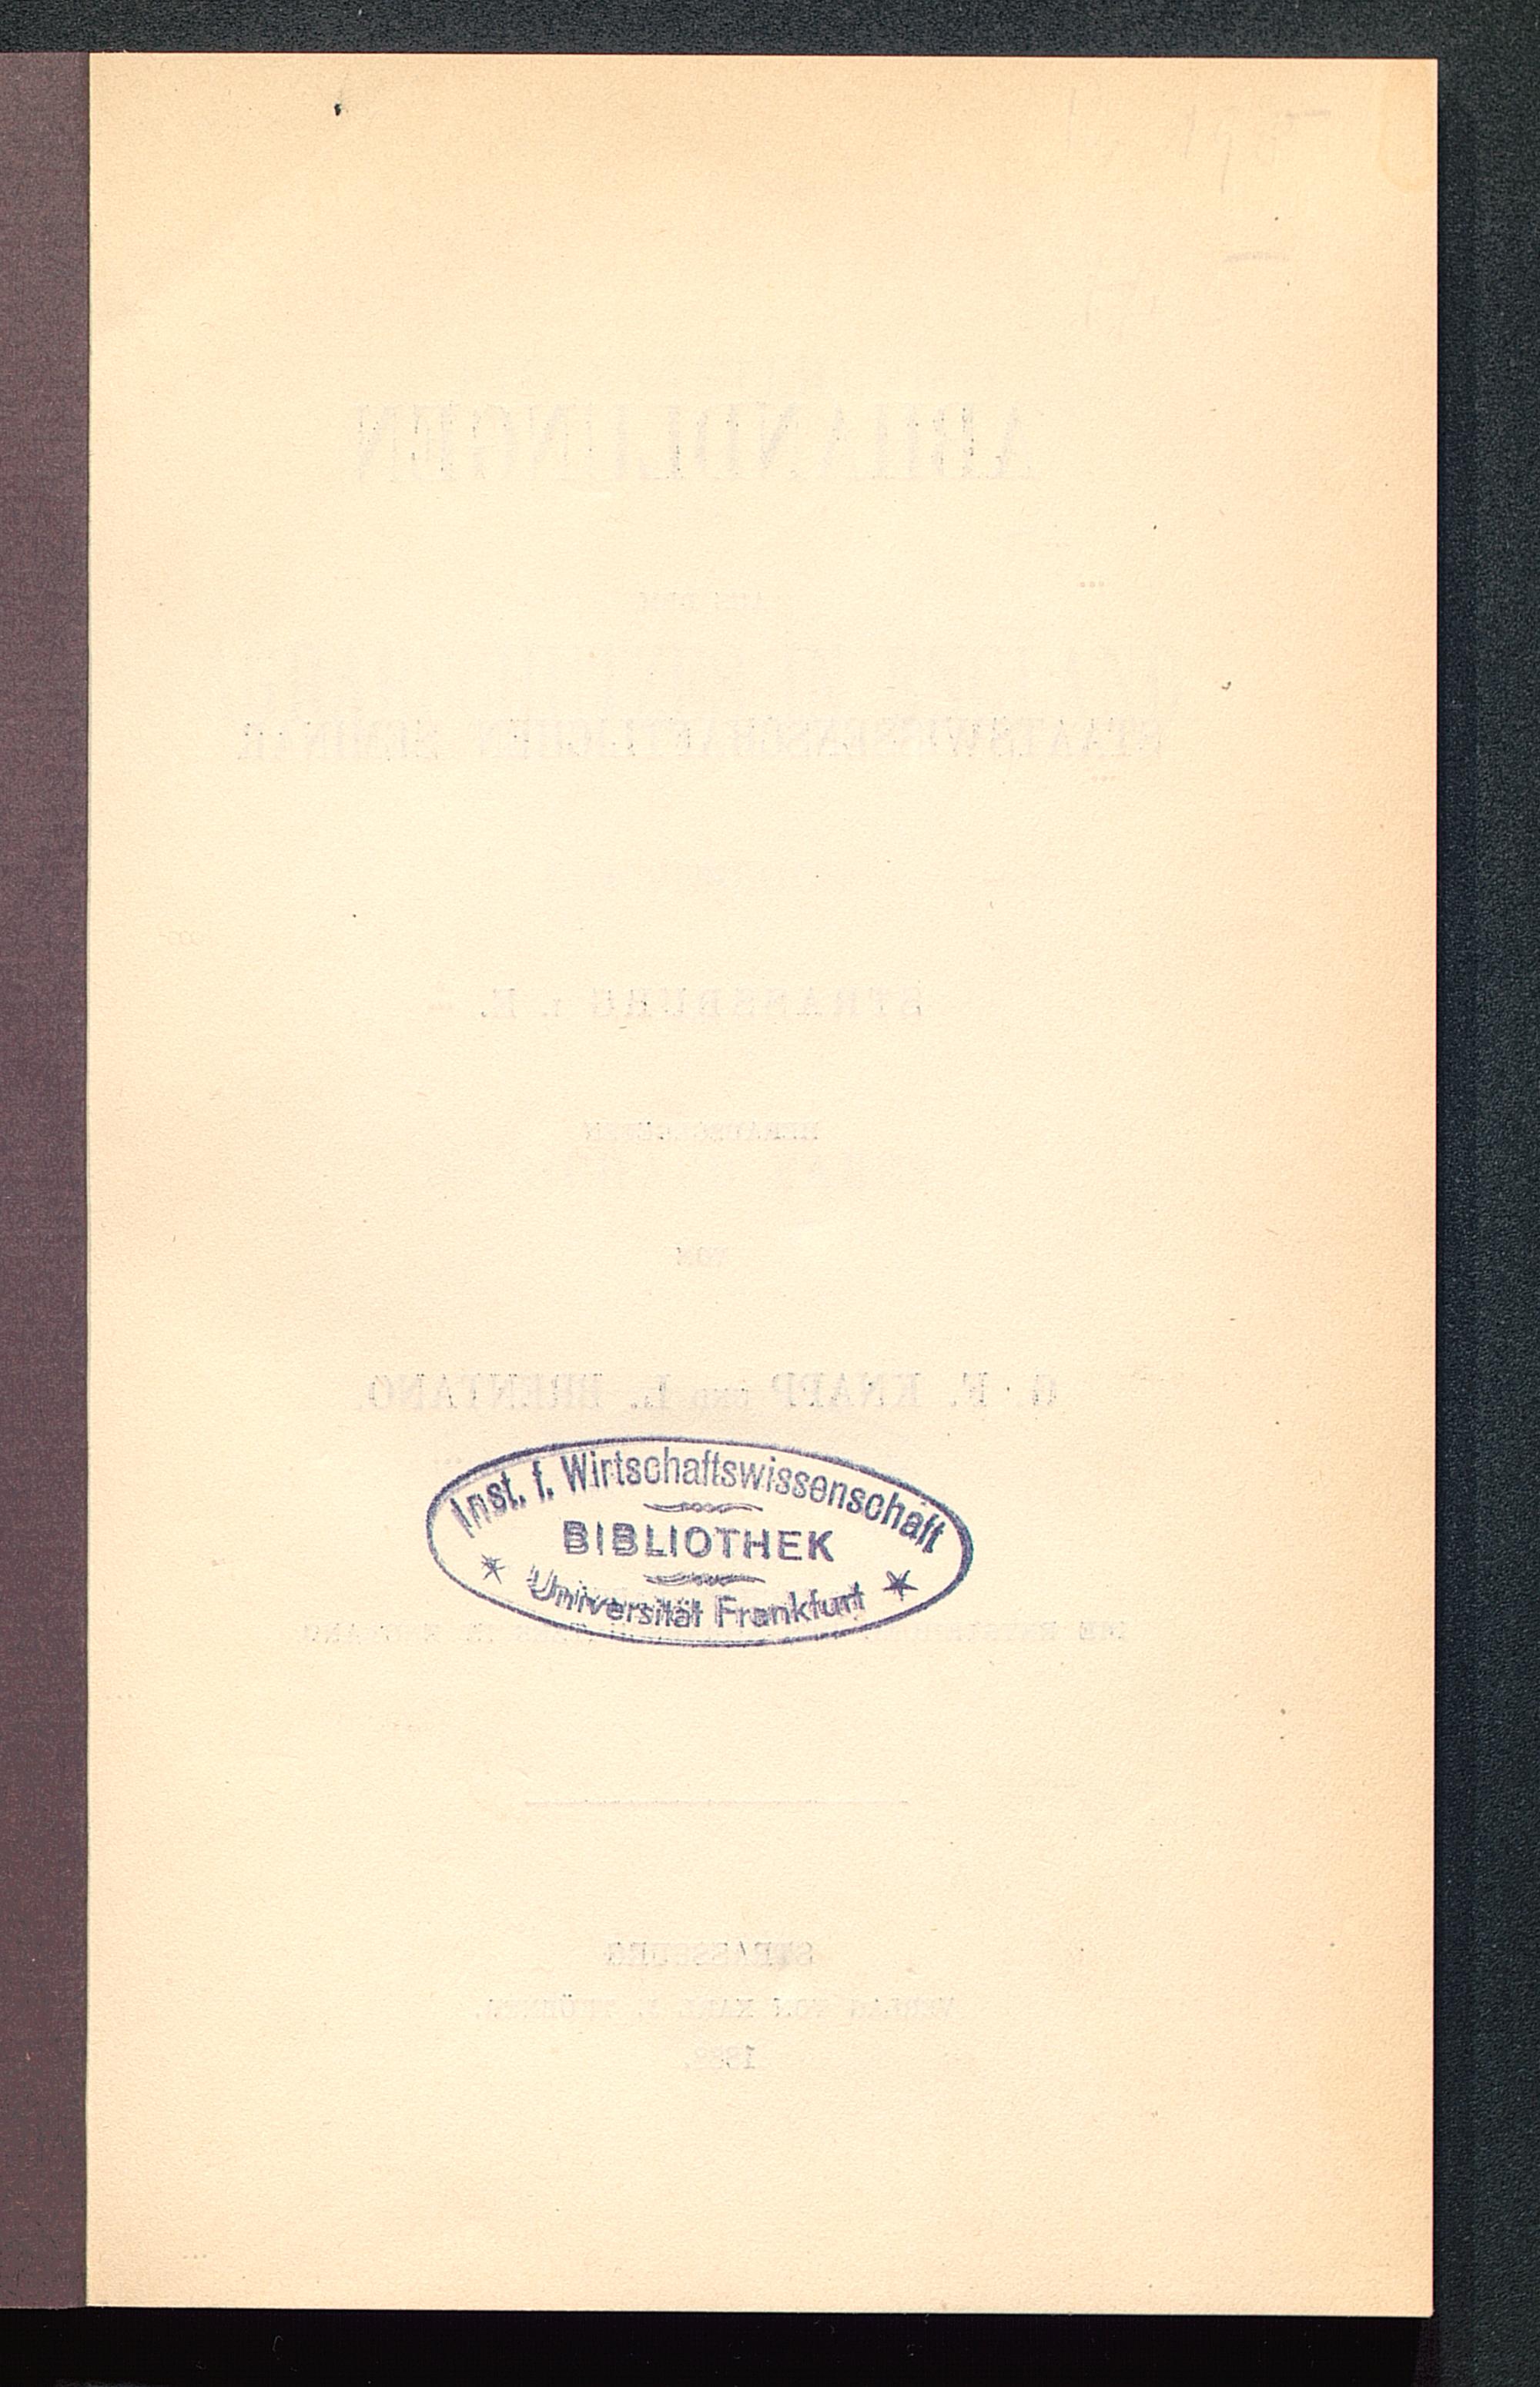 Inst. f. Wirtschaftswissenschaft
BIBLIOTHEK
Universität Frankfurt
ABHANDLUNGEN
AUS DEM
STAATSWISSENSCHAFTLICHEN SEMINAR
STRASSBURG i. E.
HERAUSGEGEBEN
VON
G. F. KNAPP und L. BRENTANO
STRASSBURG
VERLAG VON KARL J. TRÜBNER.